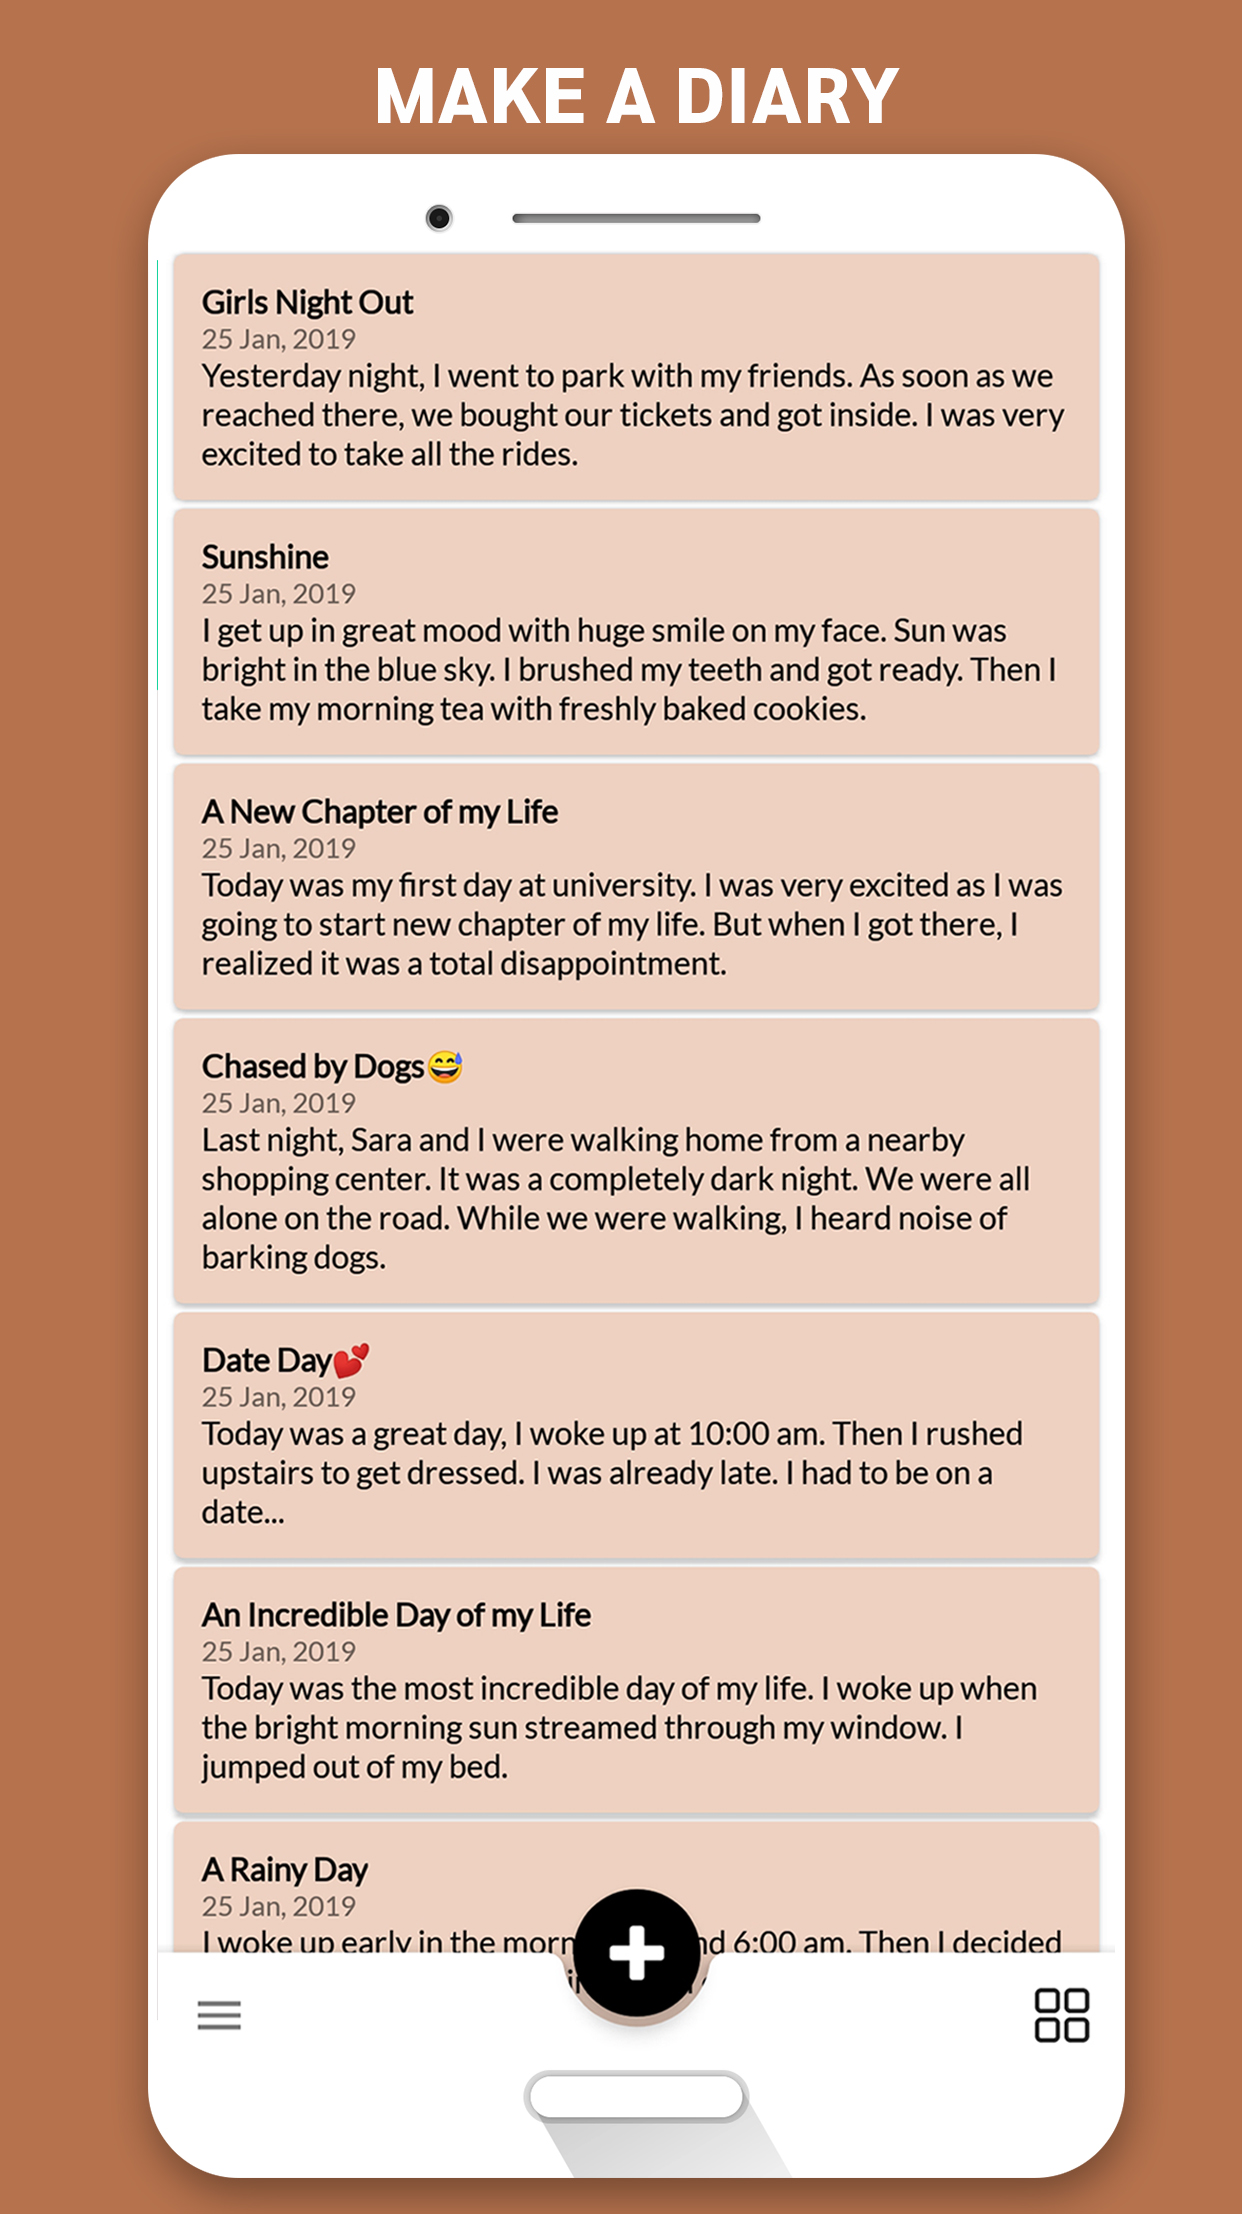 MAKE A DIARY
Girls Night Out
25 Jan, 2019
Yesterday night, I went to park with my friends. As soon as we
reached there, we bought our tickets and got inside. I was very
excited to take all the rides.
Sunshine
25 Jan, 2019
I get up in great mood with huge smile on my face. Sun was
bright in the blue sky. I brushed my teeth and got ready. Then I
take my morning tea with freshly baked cookies.
A New Chapter of my Life
25 Jan, 2019
Today was my first day at university. I was very excited as I was
going to start new chapter of my life. But when I got there, I
realized it was a total disappointment.
Chased by Dogs😅
25 Jan, 2019
Last night, Sara and I were walking home from a nearby
shopping center. It was a completely dark night. We were all
alone on the road. While we were walking, I heard noise of
barking dogs.
Date Day💕
25 Jan, 2019
Today was a great day, I woke up at 10:00 am. Then I rushed
upstairs to get dressed. I was already late. I had to be on a
date...
An Incredible Day of my Life
25 Jan, 2019
Today was the most incredible day of my life. I woke up when
the bright morning sun streamed through my window. I
jumped out of my bed.
A Rainy Day
25 Jan, 2019
I woke up early in the 6:00 am. Then I decided